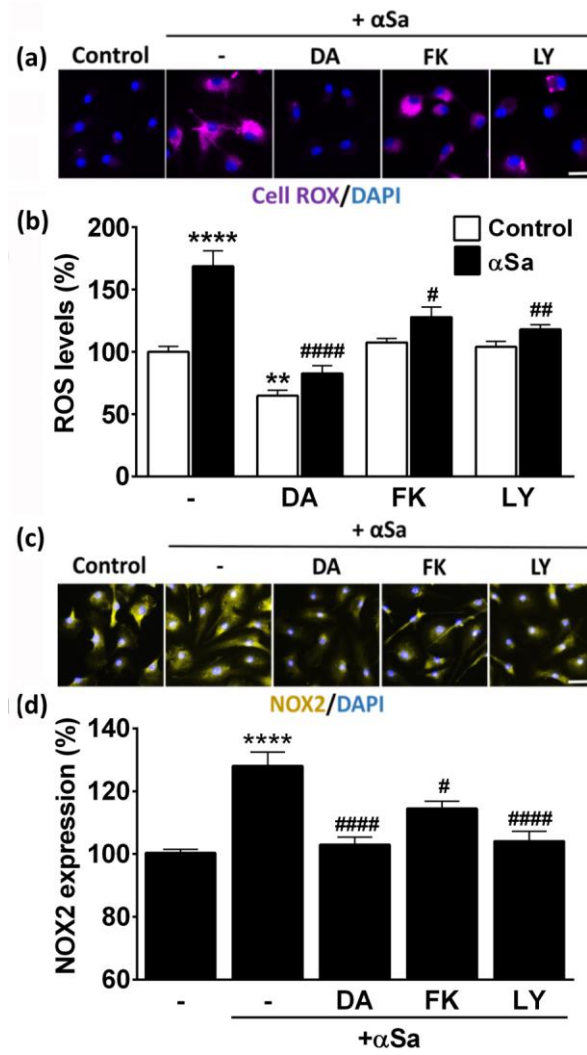 + αSa
(a) Control - DA FK LY
Cell ROX/DAPI
(b)
200
150
100
50
0
ROS levels (%)
Control
αSa
****
**
####
#
##
- DA FK LY
+ αSa
(c) Control - DA FK LY
NOX2/DAPI
(d)
140
120
100
80
60
NOX2 expression (%)
****
####
#
####
- - DA FK LY
+αSa